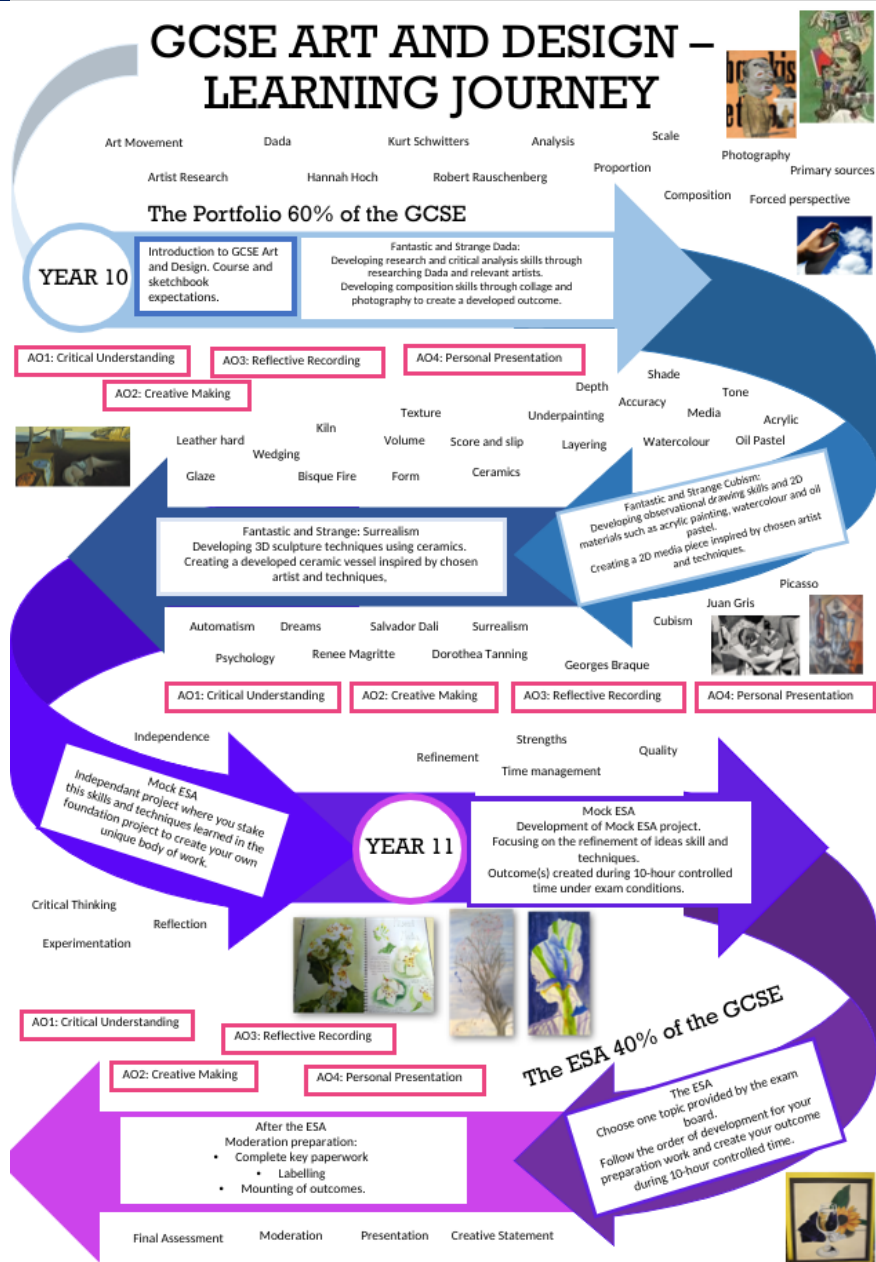 GCSE ART AND DESIGN –
LEARNING JOURNEY
Art Movement
Dada
Kurt Schwitters
Analysis
Scale
Photography
Primary sources
Artist Research
Hannah Hoch
Robert Rauschenberg
Proportion
Composition
Forced perspective
The Portfolio 60% of the GCSE
YEAR 10
Introduction to GCSE Art
and Design. Course and
sketchbook
expectations.
Fantastic and Strange Dada:
Developing research and critical analysis skills through
researching Dada and relevant artists.
Developing composition skills through collage and
photography to create a developed outcome.
AO1: Critical Understanding
AO3: Reflective Recording
AO4: Personal Presentation
AO2: Creative Making
Depth
Shade
Tone
Accuracy
Media
Acrylic
Texture
Underpainting
Kiln
Leather hard
Wedging
Volume
Score and slip
Layering
Watercolour
Oil Pastel
Glaze
Bisque Fire
Form
Ceramics
Fantastic and Strange Cubism:
Developing observational drawing skills and 2D
materials such as acrylic painting, watercolour and oil
pastel.
Creating a 2D media piece inspired by chosen artist
and techniques.
Fantastic and Strange: Surrealism
Developing 3D sculpture techniques using ceramics.
Creating a developed ceramic vessel inspired by chosen
artist and techniques,
Picasso
Juan Gris
Cubism
Georges Braque
Automatism
Dreams
Salvador Dali
Surrealism
Psychology
Renee Magritte
Dorothea Tanning
AO1: Critical Understanding
AO2: Creative Making
AO3: Reflective Recording
AO4: Personal Presentation
Independence
Mock ESA
Independant project where you stake
this skills and techniques learned in the
foundation project to create your own
unique body of work.
Refinement
Strengths
Time management
Quality
YEAR 11
Mock ESA
Development of Mock ESA project.
Focusing on the refinement of ideas skill and
techniques.
Outcome(s) created during 10-hour controlled
time under exam conditions.
Critical Thinking
Reflection
Experimentation
AO1: Critical Understanding
AO3: Reflective Recording
AO2: Creative Making
AO4: Personal Presentation
The ESA 40% of the GCSE
The ESA
Choose one topic provided by the exam
board.
Follow the order of development for your
preparation work and create your outcome
during 10-hour controlled time.
After the ESA
Moderation preparation:
• Complete key paperwork
• Labelling
• Mounting of outcomes.
Final Assessment
Moderation
Presentation
Creative Statement